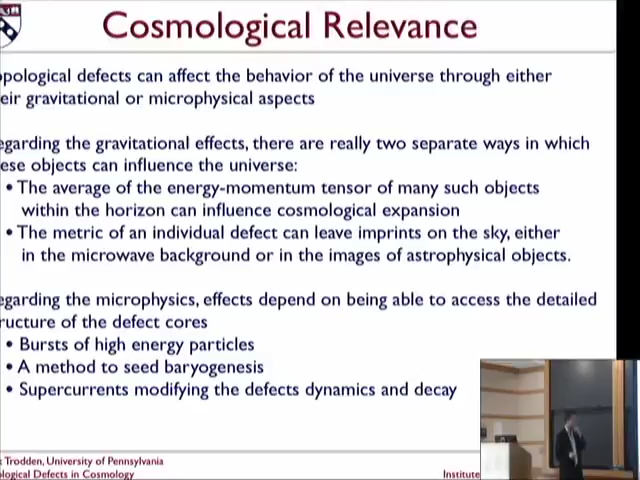 Cosmological Relevance
opological defects can affect the behavior of the universe through either
eir gravitational or microphysical aspects
egarding the gravitational effects, there are really two separate ways in which
ese objects can influence the universe:
• The average of the energy-momentum tensor of many such objects
within the horizon can influence cosmological expansion
• The metric of an individual defect can leave imprints on the sky, either
in the microwave background or in the images of astrophysical objects.
egarding the microphysics, effects depend on being able to access the detailed
ructure of the defect cores
• Bursts of high energy particles
• A method to seed baryogenesis
• Supercurrents modifying the defects dynamics and decay
Trodden, University of Pennsylvania
logical Defects in Cosmology
Institute